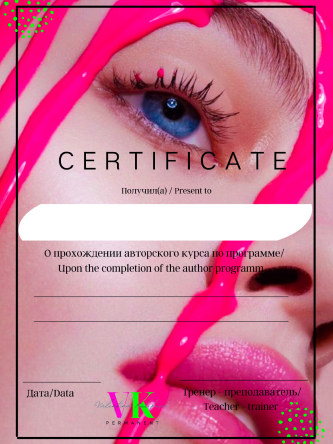 CERTIFICATE
Получил(а) / Present to
О прохождении авторского курса по программе/
Upon the completion of the author programm
Дата/Data
Тренер - преподаватель/
Teacher - trainer
VK
PERMANENT